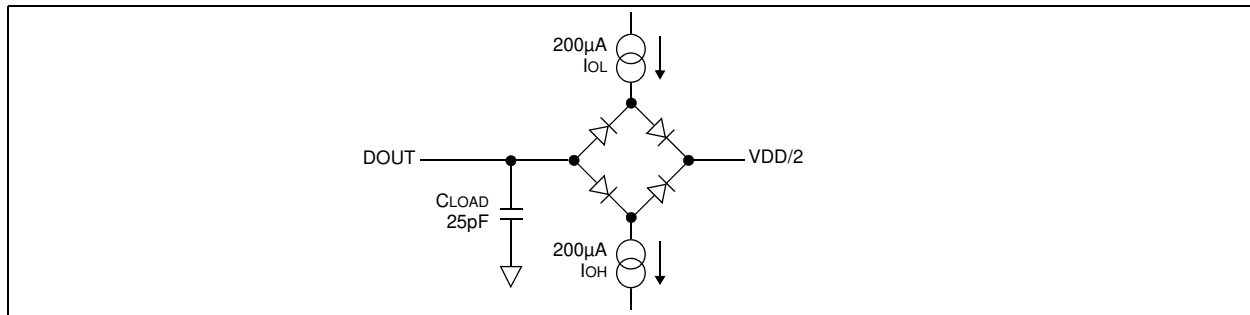 200µA
IOL
DOUT
VDD/2
CLOAD
25pF
200µA
IOH